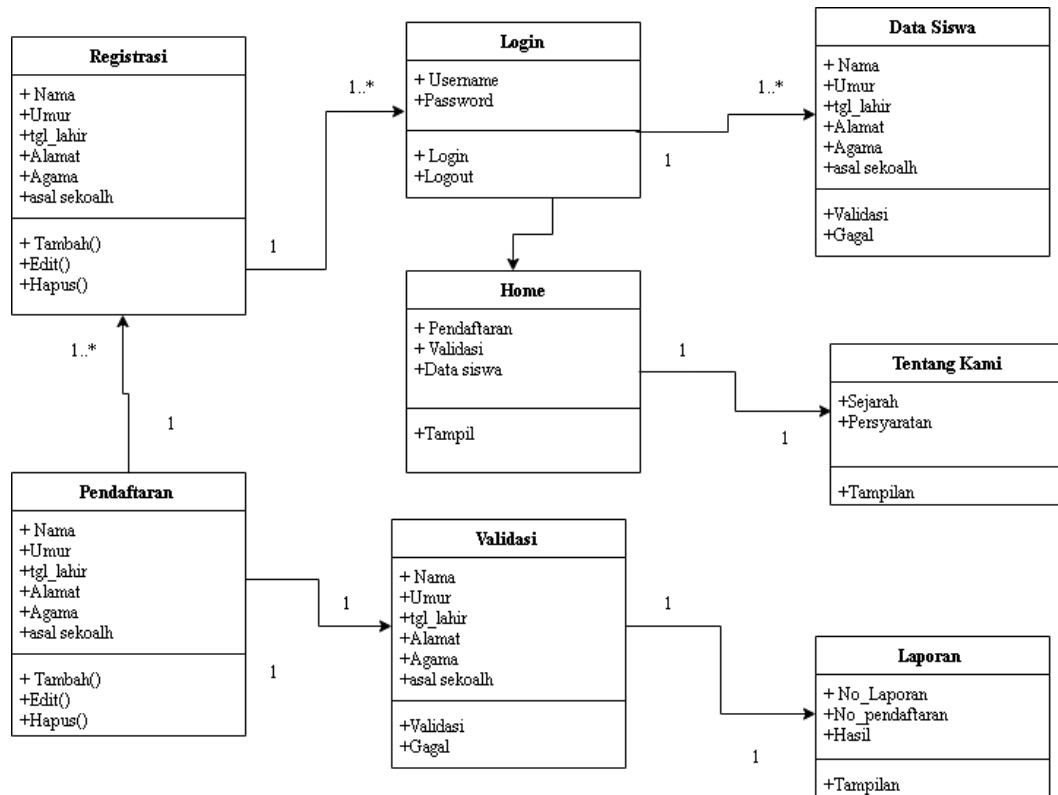 Registrasi
+ Nama
+Umur
+tgl_lahir
+Alamat
+Agama
+asal sekoalh
+ Tambah()
+Edit()
+Hapus()
1
1..*
Login
+ Username
+Password
+ Login
+Logout
1
1..*
Data Siswa
+ Nama
+Umur
+tgl_lahir
+Alamat
+Agama
+asal sekoalh
+Validasi
+Gagal
Home
+ Pendaftaran
+ Validasi
+Data siswa
+Tampil
1
1
Tentang Kami
+Sejarah
+Persyaratan
+Tampilan
1..*
1
Pendaftaran
+ Nama
+Umur
+tgl_lahir
+Alamat
+Agama
+asal sekoalh
+ Tambah()
+Edit()
+Hapus()
1
1
Validasi
+ Nama
+Umur
+tgl_lahir
+Alamat
+Agama
+asal sekoalh
+Validasi
+Gagal
1
1
Laporan
+ No_Laporan
+No_pendaftaran
+Hasil
+Tampilan